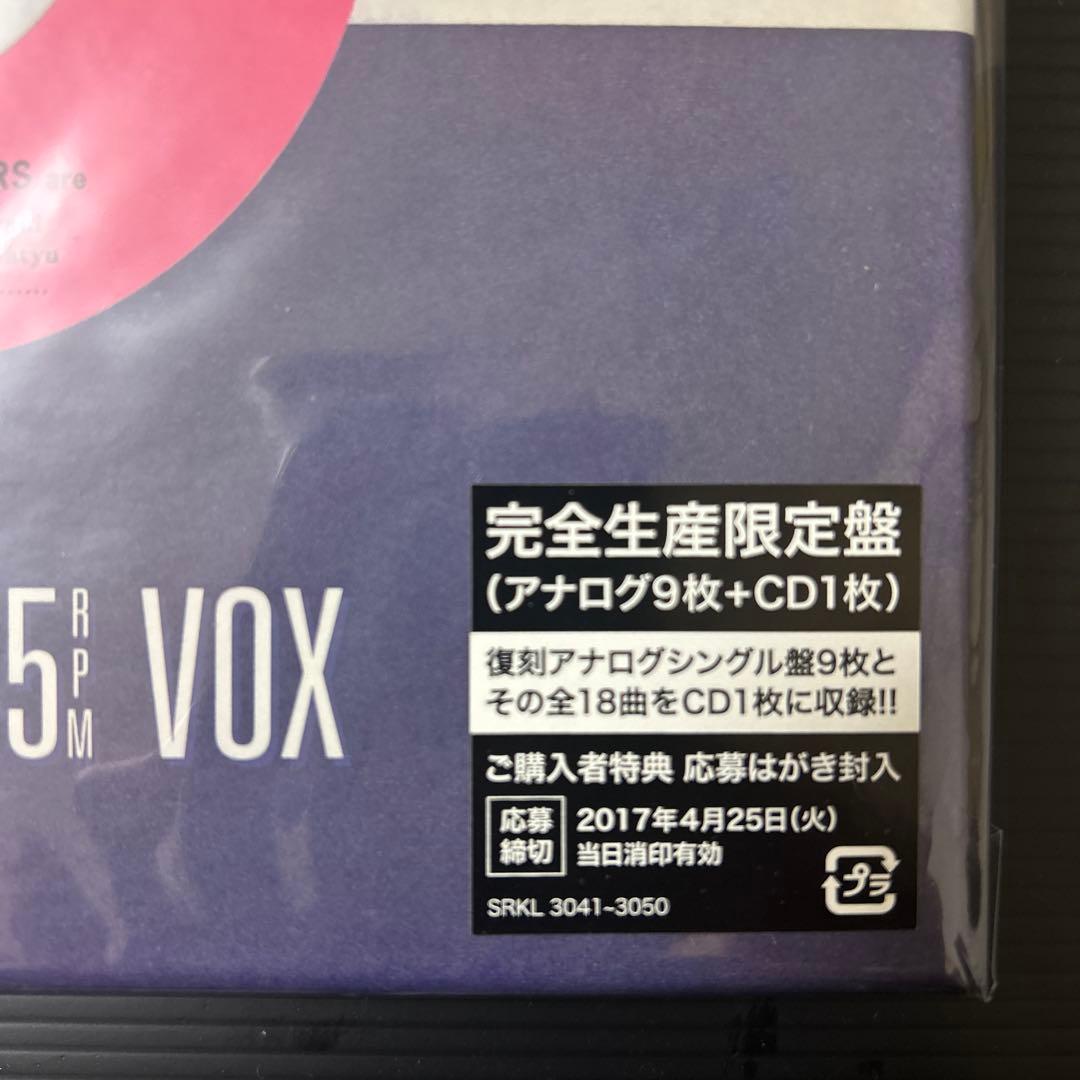 RS are
5 RPM VOX
完全生産限定盤
(アナログ9枚+CD1枚)
復刻アナログシングル盤9枚と
その全18曲をCD1枚に収録!!
ご購入者特典 応募はがき封入
応募締切
2017年4月25日(火)
当日消印有効
プラ
SRKL 3041~3050